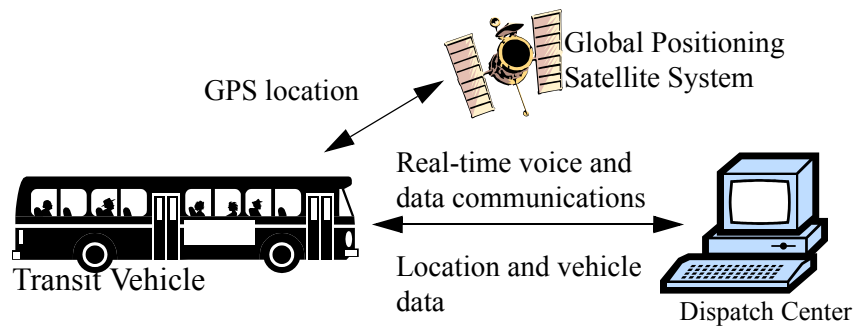 Global Positioning
Satellite System
GPS location
Real-time voice and
data communications
Location and vehicle
data
Transit Vehicle
Dispatch Center